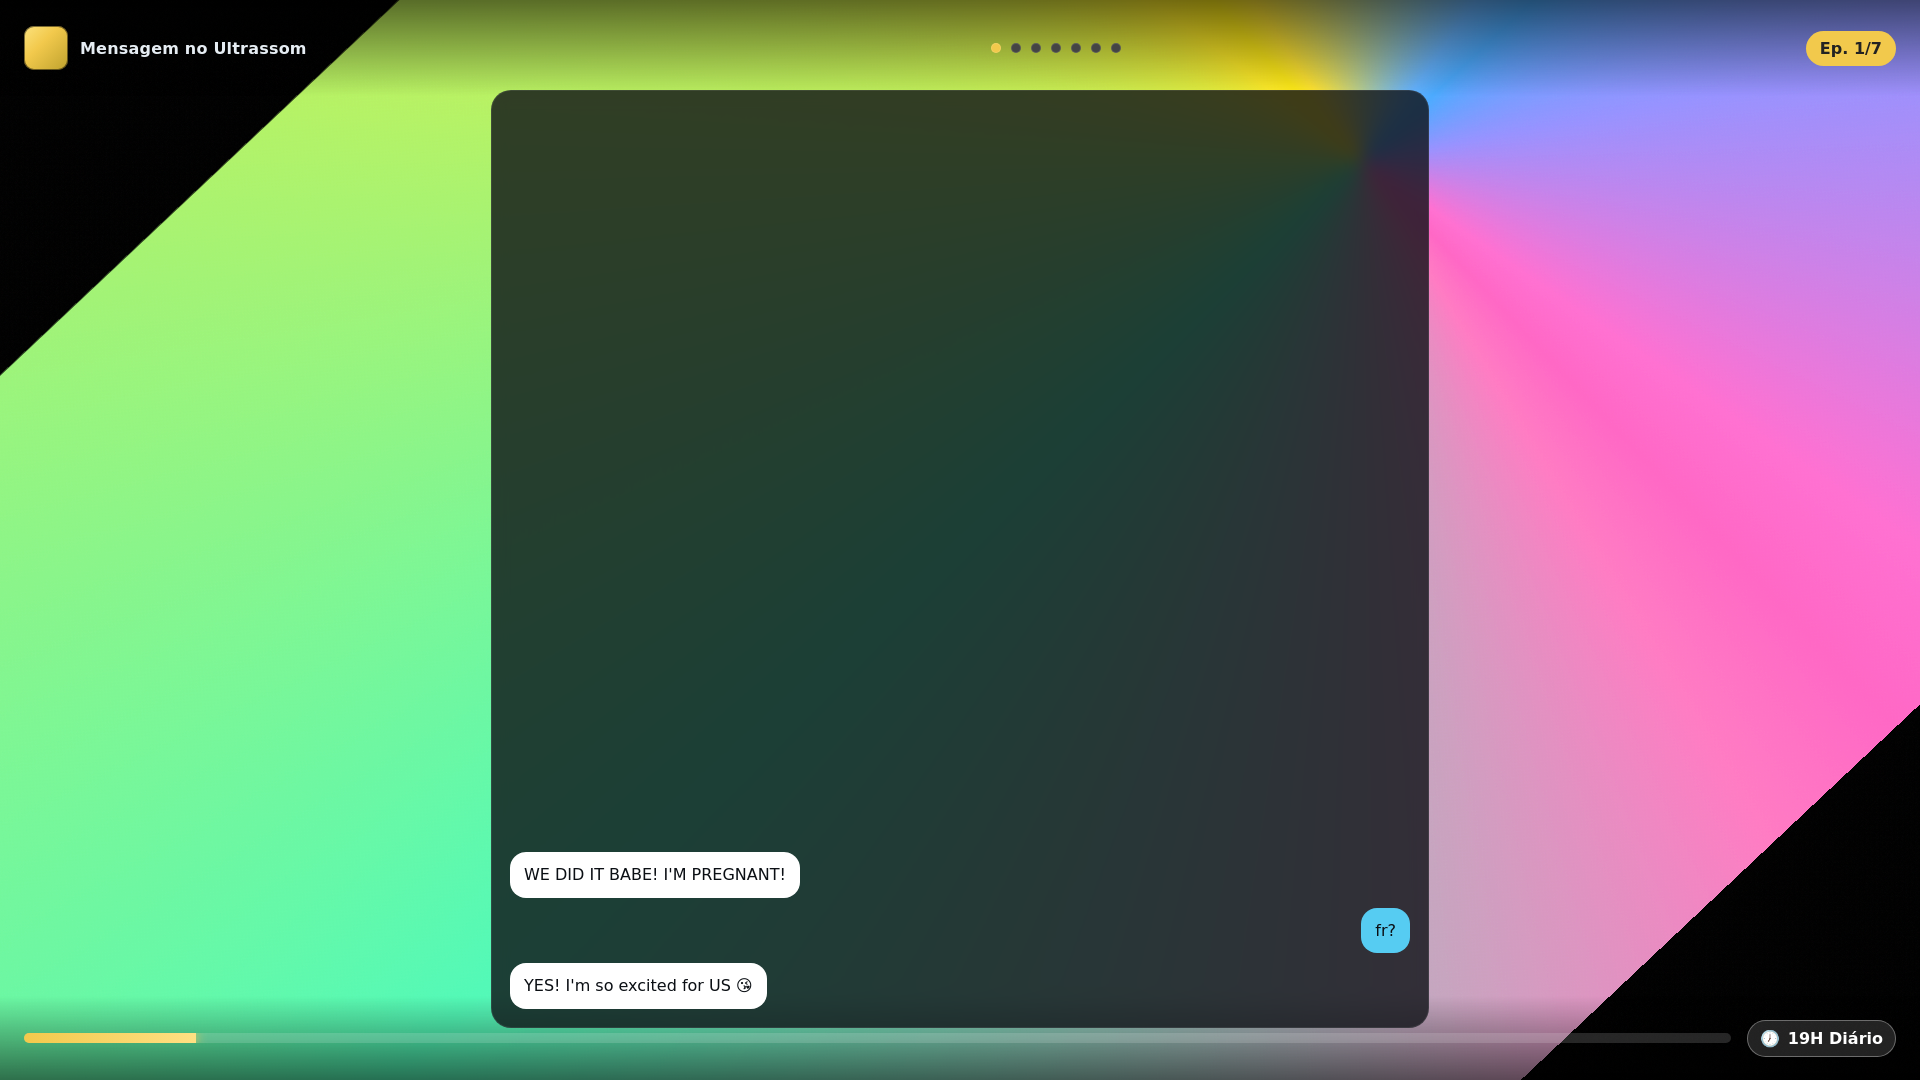 Mensagem no Ultrassom
Ep. 1/7
WE DID IT BABE! I'M PREGNANT!
fr?
YES! I'm so excited for US 😘
🕖 19H Diário